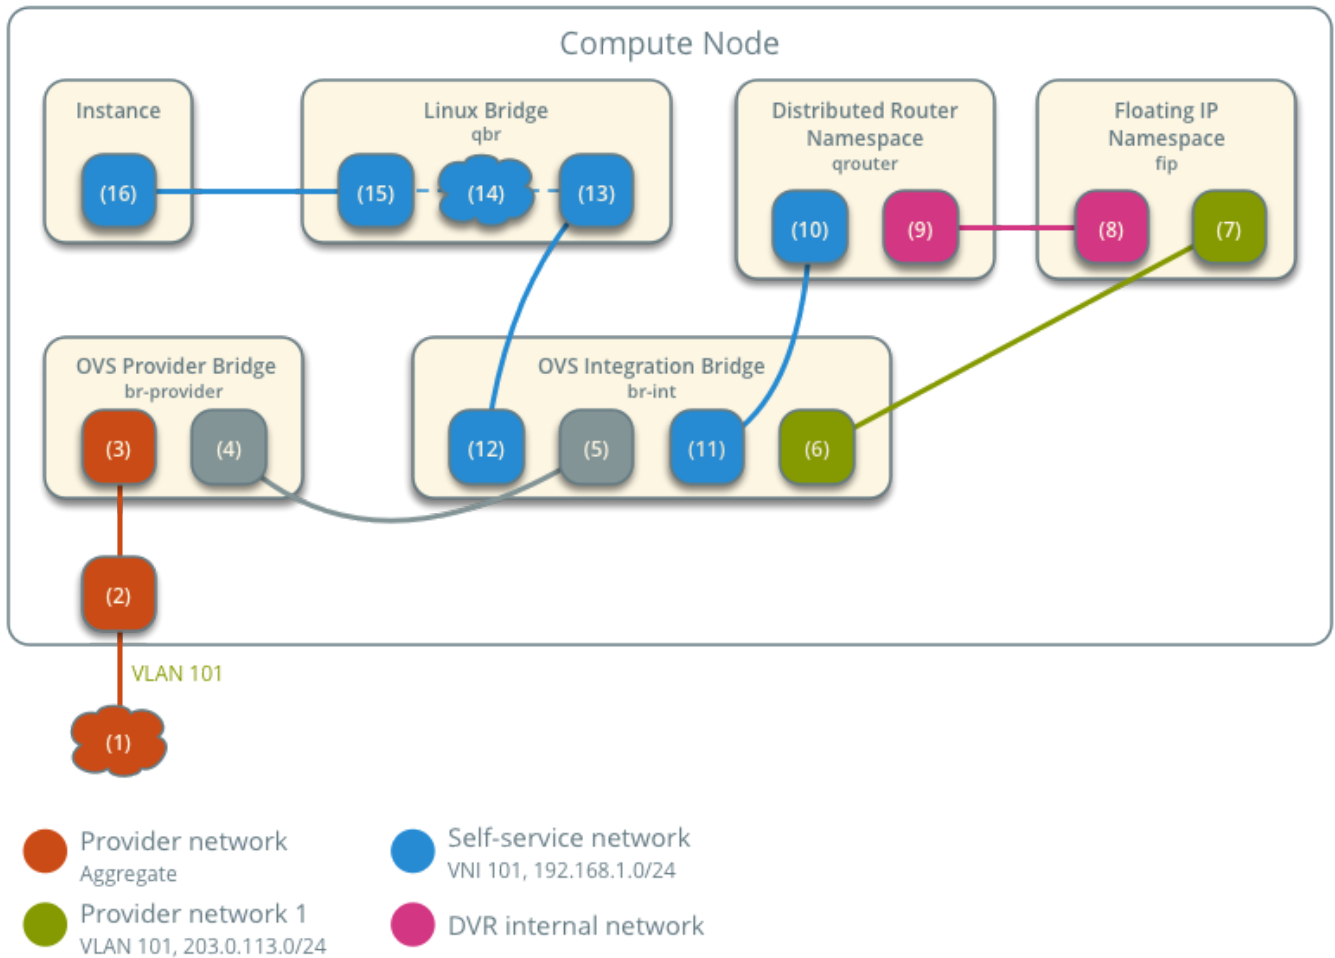 Compute Node
Instance
(16)
Linux Bridge
qbr
(15)
(14)
(13)
Distributed Router
Namespace
qrouter
(10)
(9)
Floating IP
Namespace
fip
(8)
(7)
OVS Provider Bridge
br-provider
(3)
(4)
OVS Integration Bridge
br-int
(12)
(5)
(11)
(6)
(2)
VLAN 101
(1)
Provider network
Aggregate
Provider network 1
VLAN 101, 203.0.113.0/24
Self-service network
VNI 101, 192.168.1.0/24
DVR internal network